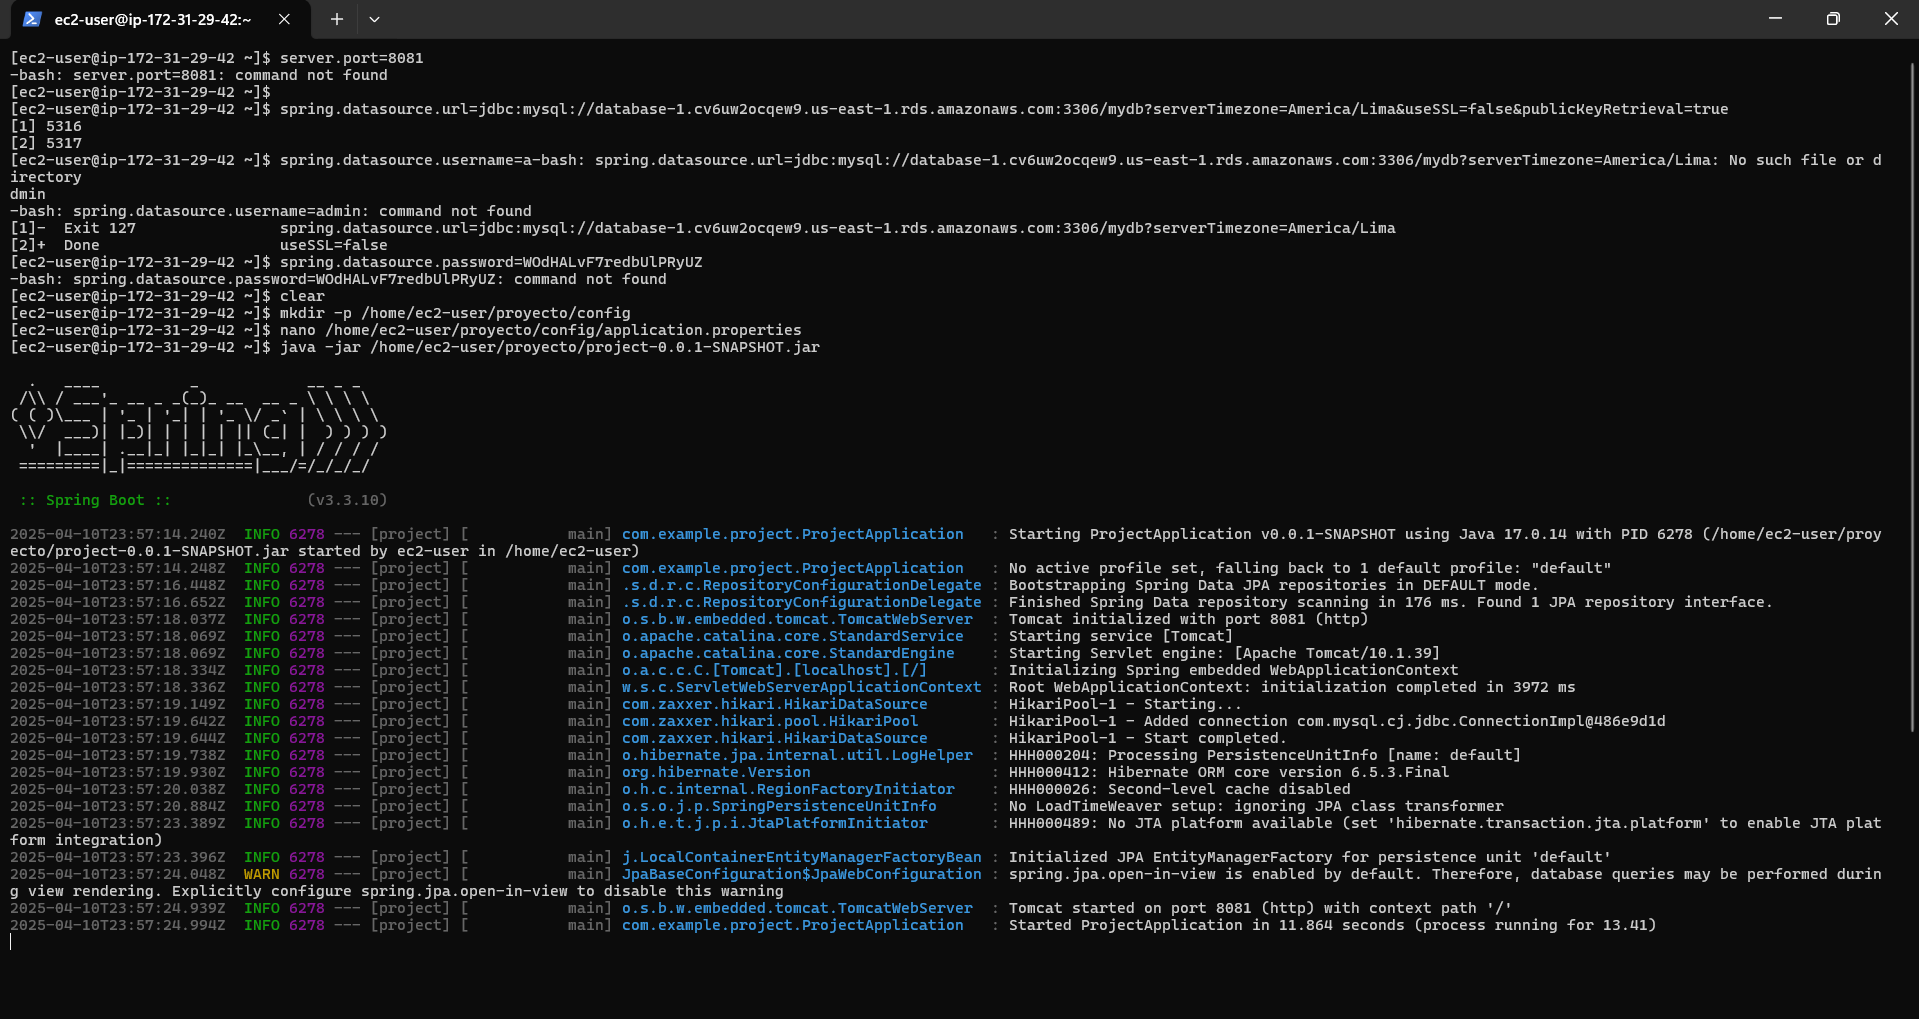 ec2-user@ip-172-31-29-42:~
[ec2-user@ip-172-31-29-42 ~]$ server.port=8081
-bash: server.port=8081: command not found
[ec2-user@ip-172-31-29-42 ~]$
[ec2-user@ip-172-31-29-42 ~]$ spring.datasource.url=jdbc:mysql://database-1.cv6uw2ocqew9.us-east-1.rds.amazonaws.com:3306/mydb?serverTimezone=America/Lima&useSSL=false&publicKeyRetrieval=true
[1] 5316
[2] 5317
[ec2-user@ip-172-31-29-42 ~]$ spring.datasource.username=a-bash: spring.datasource.url=jdbc:mysql://database-1.cv6uw2ocqew9.us-east-1.rds.amazonaws.com:3306/mydb?serverTimezone=America/Lima: No such file or d
irectory
dmin
-bash: spring.datasource.username=admin: command not found
[1]-  Exit 127                spring.datasource.url=jdbc:mysql://database-1.cv6uw2ocqew9.us-east-1.rds.amazonaws.com:3306/mydb?serverTimezone=America/Lima
[2]+  Done                    useSSL=false
[ec2-user@ip-172-31-29-42 ~]$ spring.datasource.password=WOdHALvF7redbUlPRyUZ
-bash: spring.datasource.password=WOdHALvF7redbUlPRyUZ: command not found
[ec2-user@ip-172-31-29-42 ~]$ clear
[ec2-user@ip-172-31-29-42 ~]$ mkdir -p /home/ec2-user/proyecto/config
[ec2-user@ip-172-31-29-42 ~]$ nano /home/ec2-user/proyecto/config/application.properties
[ec2-user@ip-172-31-29-42 ~]$ java -jar /home/ec2-user/proyecto/project-0.0.1-SNAPSHOT.jar
  .   ____          _            __ _ _
 /\\ / ___'_ __ _ _(_)_ __  __ _ \ \ \ \
( ( )\___ | '_ | '_| | '_ \/ _` | \ \ \ \
 \\/  ___)| |_)| | | | | || (_| |  ) ) ) )
  '  |____| .__|_| |_|_| |_\__, | / / / /
 =========|_|==============|___/=/_/_/_/
 :: Spring Boot ::               (v3.3.10)
2025-04-10T23:57:14.240Z  INFO 6278 --- [project] [           main] com.example.project.ProjectApplication   : Starting ProjectApplication v0.0.1-SNAPSHOT using Java 17.0.14 with PID 6278 (/home/ec2-user/proy
ecto/project-0.0.1-SNAPSHOT.jar started by ec2-user in /home/ec2-user)
2025-04-10T23:57:14.248Z  INFO 6278 --- [project] [           main] com.example.project.ProjectApplication   : No active profile set, falling back to 1 default profile: "default"
2025-04-10T23:57:16.448Z  INFO 6278 --- [project] [           main] .s.d.r.c.RepositoryConfigurationDelegate : Bootstrapping Spring Data JPA repositories in DEFAULT mode.
2025-04-10T23:57:16.652Z  INFO 6278 --- [project] [           main] .s.d.r.c.RepositoryConfigurationDelegate : Finished Spring Data repository scanning in 176 ms. Found 1 JPA repository interface.
2025-04-10T23:57:18.037Z  INFO 6278 --- [project] [           main] o.s.b.w.embedded.tomcat.TomcatWebServer  : Tomcat initialized with port 8081 (http)
2025-04-10T23:57:18.069Z  INFO 6278 --- [project] [           main] o.apache.catalina.core.StandardService   : Starting service [Tomcat]
2025-04-10T23:57:18.069Z  INFO 6278 --- [project] [           main] o.apache.catalina.core.StandardEngine    : Starting Servlet engine: [Apache Tomcat/10.1.39]
2025-04-10T23:57:18.334Z  INFO 6278 --- [project] [           main] o.a.c.c.C.[Tomcat].[localhost].[/]       : Initializing Spring embedded WebApplicationContext
2025-04-10T23:57:18.336Z  INFO 6278 --- [project] [           main] w.s.c.ServletWebServerApplicationContext : Root WebApplicationContext: initialization completed in 3972 ms
2025-04-10T23:57:19.149Z  INFO 6278 --- [project] [           main] com.zaxxer.hikari.HikariDataSource       : HikariPool-1 - Starting...
2025-04-10T23:57:19.642Z  INFO 6278 --- [project] [           main] com.zaxxer.hikari.pool.HikariPool        : HikariPool-1 - Added connection com.mysql.cj.jdbc.ConnectionImpl@486e9d1d
2025-04-10T23:57:19.644Z  INFO 6278 --- [project] [           main] com.zaxxer.hikari.HikariDataSource       : HikariPool-1 - Start completed.
2025-04-10T23:57:19.738Z  INFO 6278 --- [project] [           main] o.hibernate.jpa.internal.util.LogHelper  : HHH000204: Processing PersistenceUnitInfo [name: default]
2025-04-10T23:57:19.930Z  INFO 6278 --- [project] [           main] org.hibernate.Version                    : HHH000412: Hibernate ORM core version 6.5.3.Final
2025-04-10T23:57:20.038Z  INFO 6278 --- [project] [           main] o.h.c.internal.RegionFactoryInitiator    : HHH000026: Second-level cache disabled
2025-04-10T23:57:20.884Z  INFO 6278 --- [project] [           main] o.s.o.j.p.SpringPersistenceUnitInfo      : No LoadTimeWeaver setup: ignoring JPA class transformer
2025-04-10T23:57:23.389Z  INFO 6278 --- [project] [           main] o.h.e.t.j.p.i.JtaPlatformInitiator       : HHH000489: No JTA platform available (set 'hibernate.transaction.jta.platform' to enable JTA plat
form integration)
2025-04-10T23:57:23.396Z  INFO 6278 --- [project] [           main] j.LocalContainerEntityManagerFactoryBean : Initialized JPA EntityManagerFactory for persistence unit 'default'
2025-04-10T23:57:24.048Z  WARN 6278 --- [project] [           main] JpaBaseConfiguration$JpaWebConfiguration : spring.jpa.open-in-view is enabled by default. Therefore, database queries may be performed durin
g view rendering. Explicitly configure spring.jpa.open-in-view to disable this warning
2025-04-10T23:57:24.939Z  INFO 6278 --- [project] [           main] o.s.b.w.embedded.tomcat.TomcatWebServer  : Tomcat started on port 8081 (http) with context path '/'
2025-04-10T23:57:24.994Z  INFO 6278 --- [project] [           main] com.example.project.ProjectApplication   : Started ProjectApplication in 11.864 seconds (process running for 13.41)